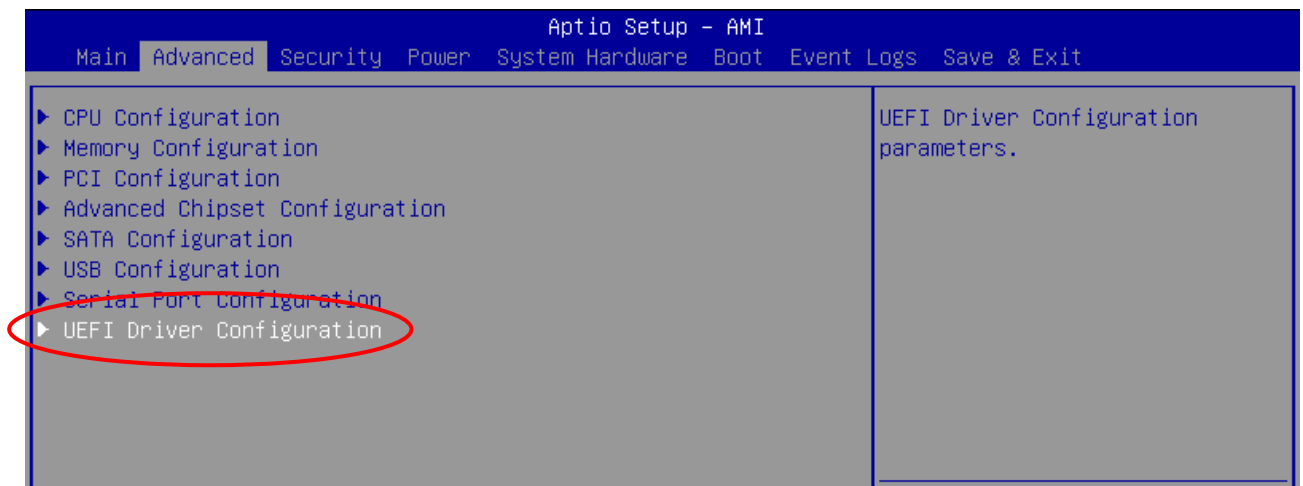 Aptio Setup – AMI
Main Advanced Security Power System Hardware Boot Event Logs Save & Exit
CPU Configuration
Memory Configuration
PCI Configuration
Advanced Chipset Configuration
SATA Configuration
USB Configuration
Serial Port Configuration
UEFI Driver Configuration
UEFI Driver Configuration
parameters.